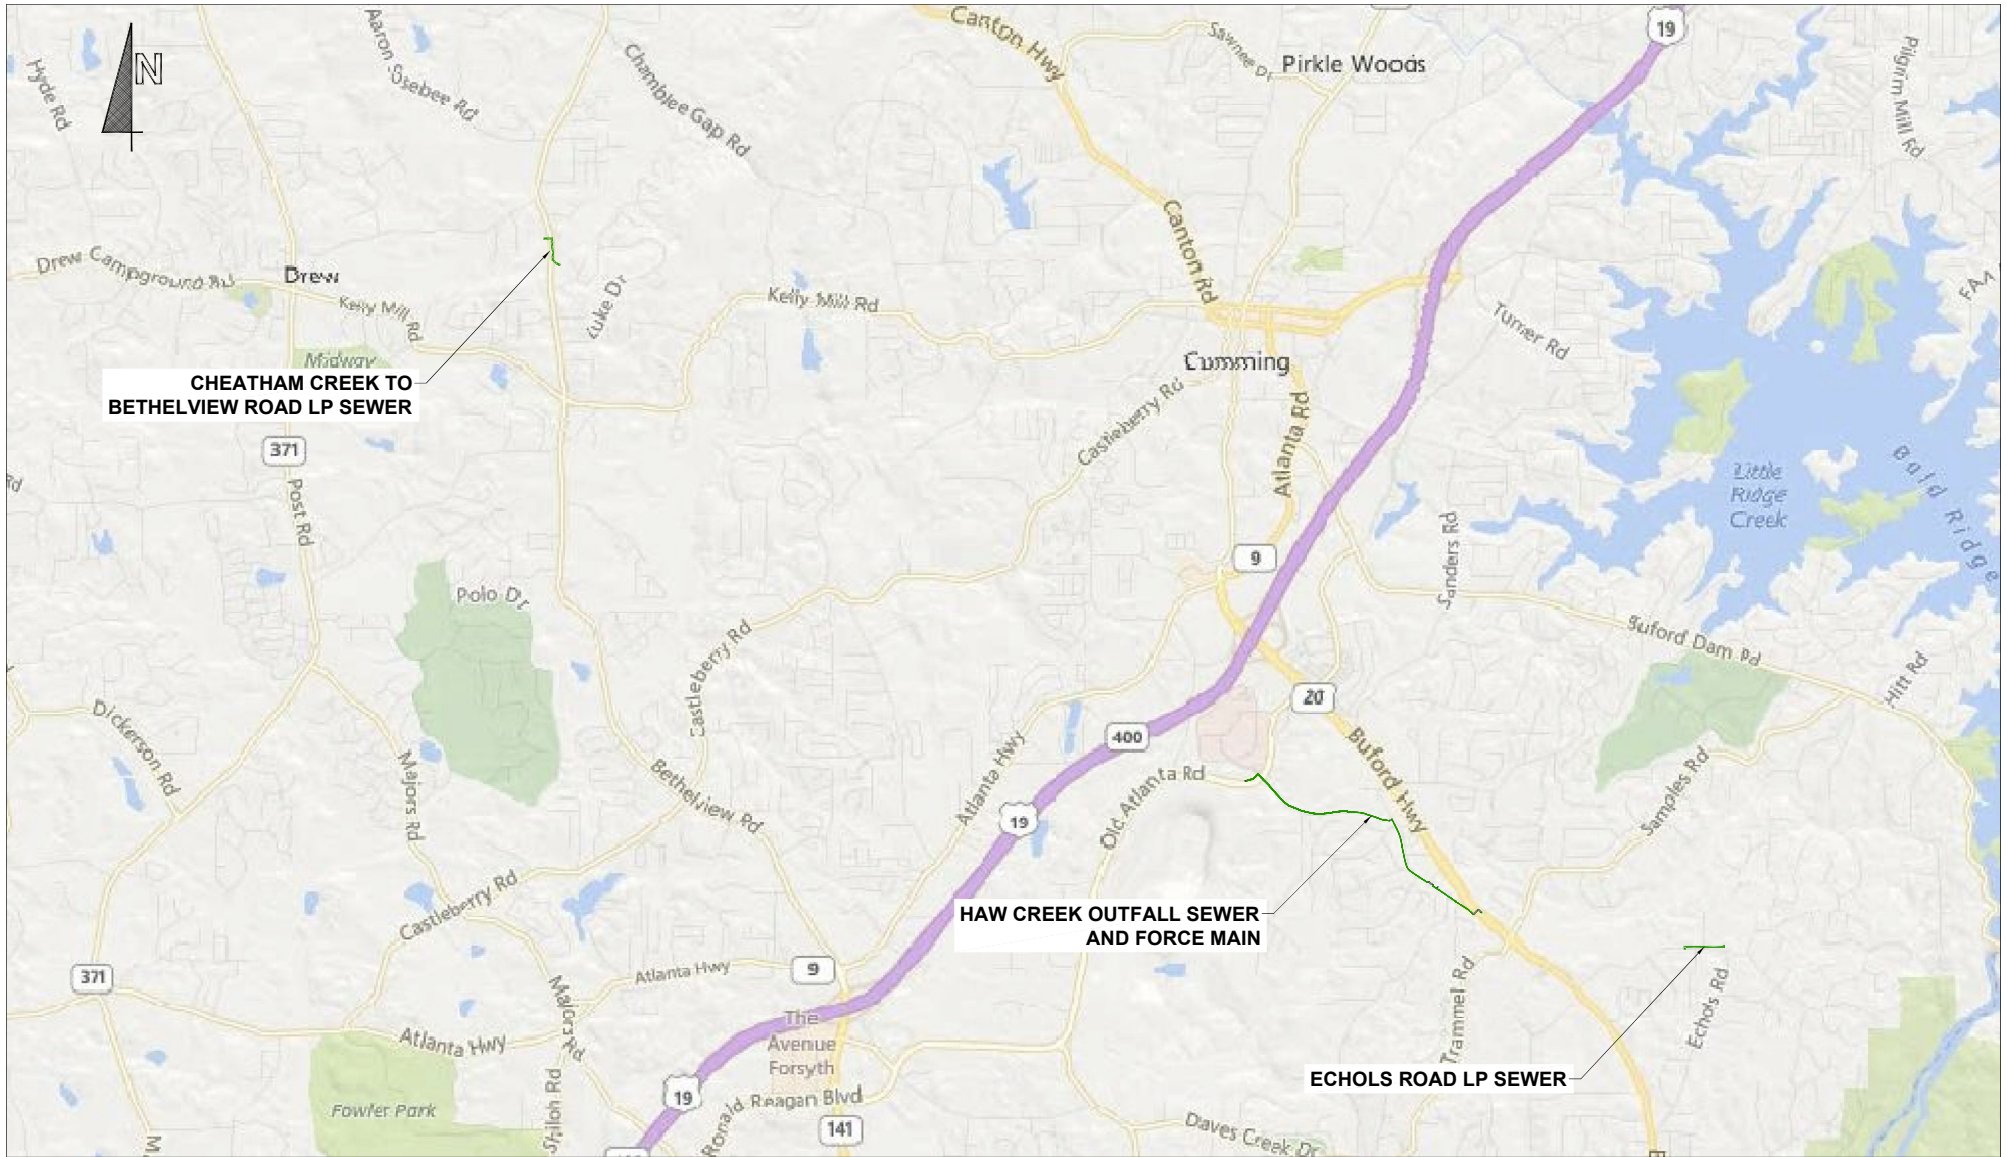 19
Canton Hwy
Sawnee Dr
Pirkle Woods
Pilgrim Mill Rd
Aaron Sosebee Rd
Chamblee Gap Rd
Hyde Rd
N
Canton Rd
Drew Campground Rd
Drew
Kelly Mill Rd
Luke Dr
Kelly Mill Rd
Turner Rd
Midway
Cumming
CHEATHAM CREEK TO
BETHELVIEW ROAD LP SEWER
Castleberry Rd
Atlanta Rd
371
Post Rd
Rd
Little
Ridge
Creek
Bald Ridge
9
Sanders Rd
Polo Dr
Buford Dam Rd
Castleberry Rd
Hitt Rd
20
Dickerson Rd
400
Buford Hwy
Majors Rd
Bethelview Rd
Atlanta Hwy
Old Atlanta Rd
Samples Rd
19
Castleberry Rd
HAW CREEK OUTFALL SEWER
AND FORCE MAIN
371
Atlanta Hwy
9
Majors Rd
Trammel Rd
Echols Rd
The
Avenue
Forsyth
Atlanta Hwy
ECHOLS ROAD LP SEWER
19
Ronald Reagan Blvd
Fowler Park
Shiloh Rd
141
Daves Creek Dr